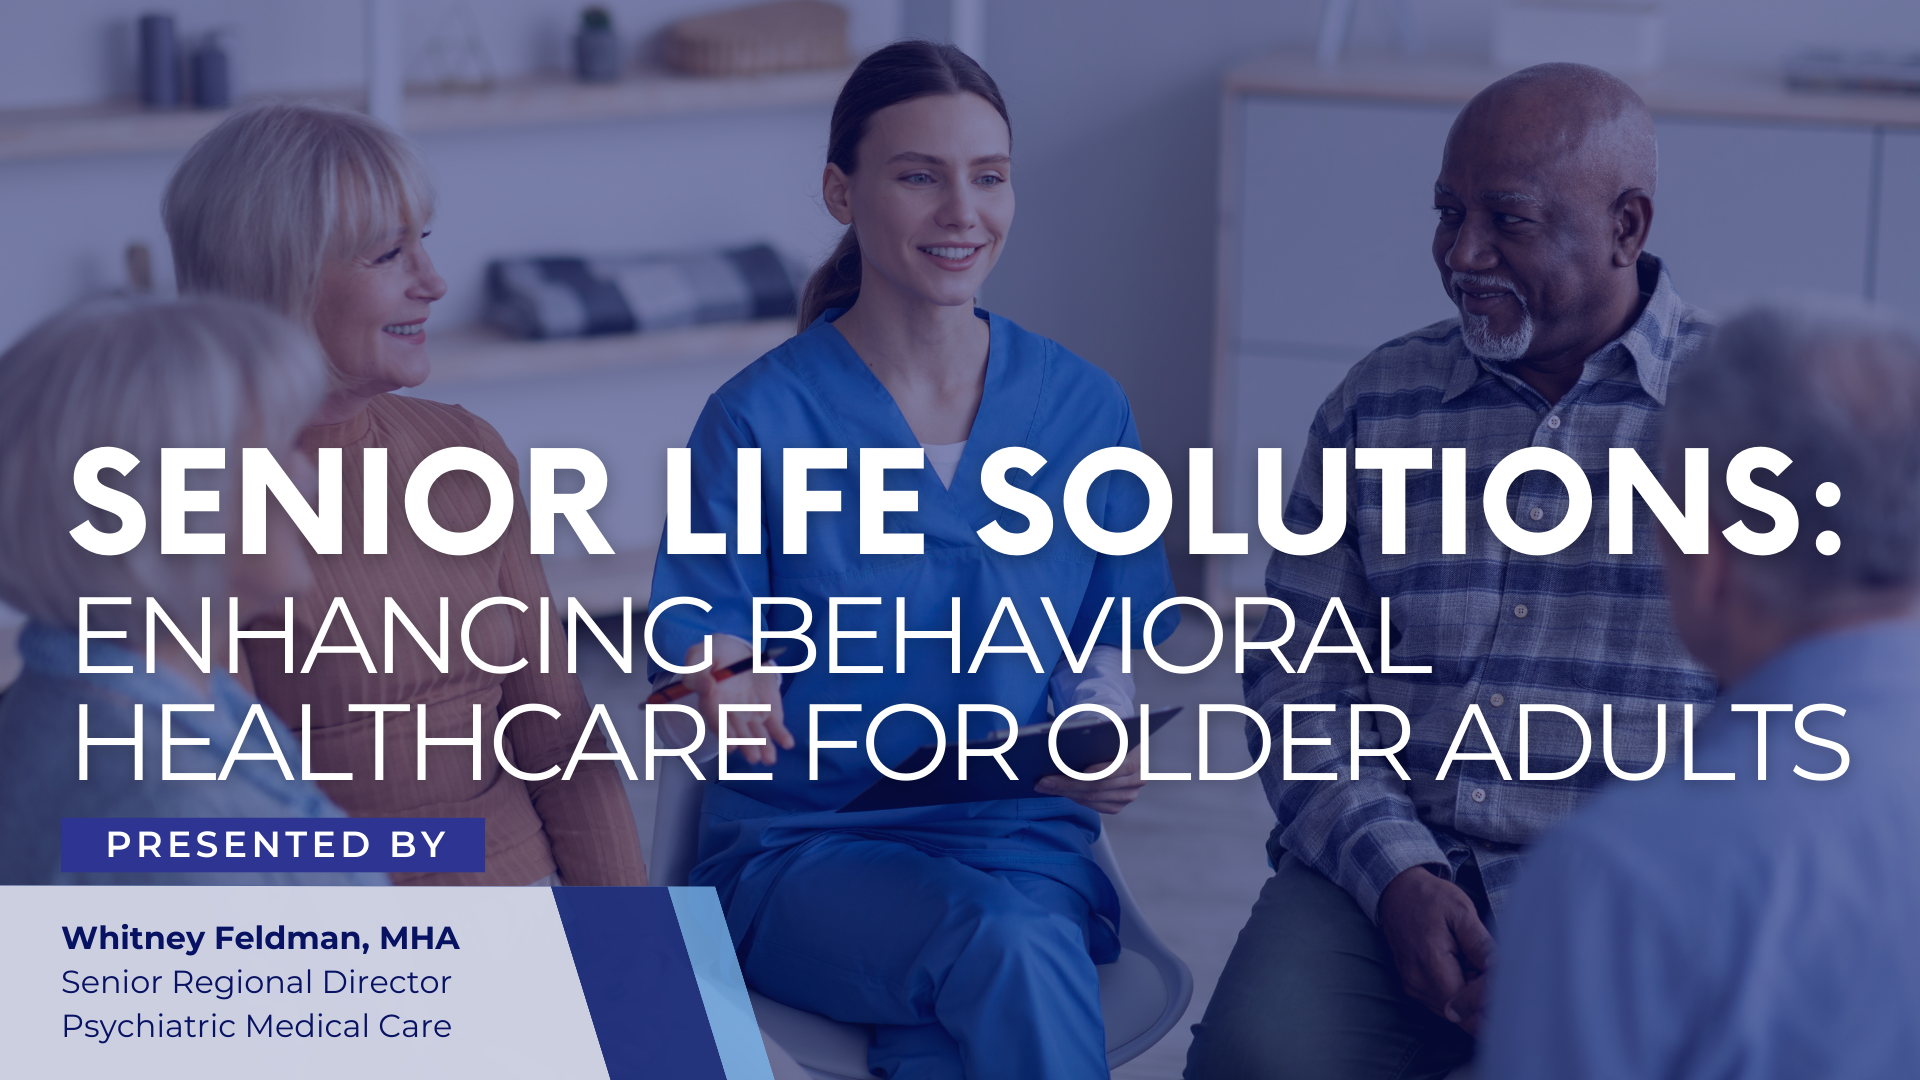 SENIOR LIFE SOLUTIONS:
ENHANCING BEHAVIORAL
HEALTHCARE FOR OLDER ADULTS
PRESENTED BY
Whitney Feldman, MHA
Senior Regional Director
Psychiatric Medical Care